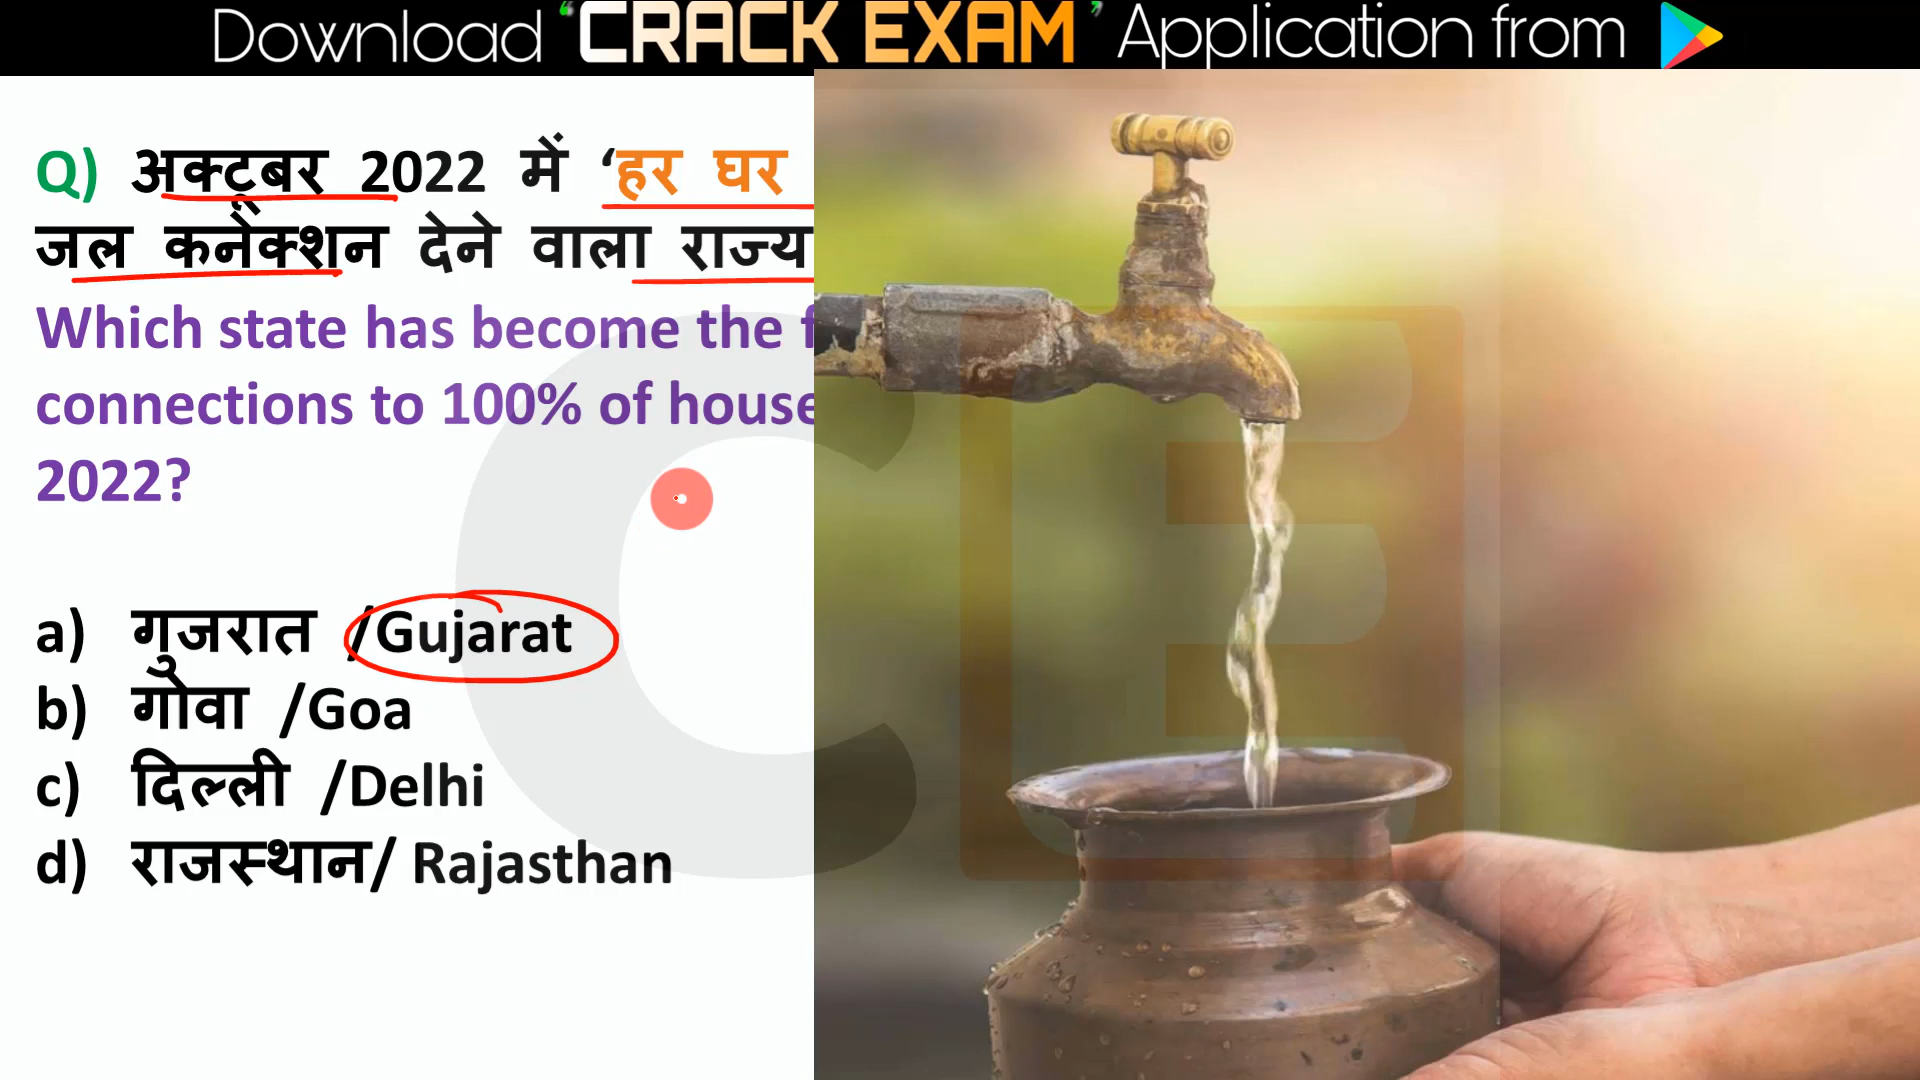 Download ‘CRACK EXAM’ Application from
Q) अक्टूबर 2022 में ‘हर घर
जल कनेक्शन देने वाला राज्य
Which state has become the f
connections to 100% of house
2022?
a) गुजरात /Gujarat
b) गोवा /Goa
c) दिल्ली /Delhi
d) राजस्थान/ Rajasthan
CE